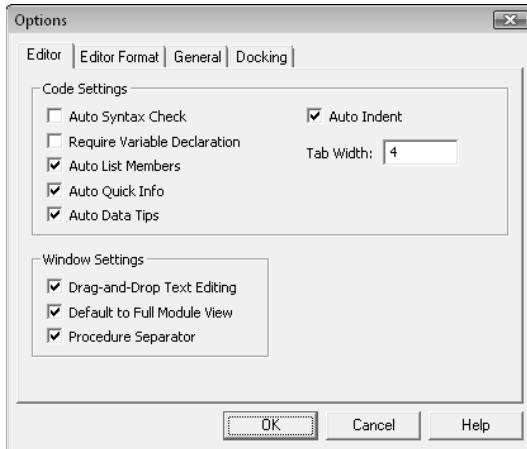 Options
Editor Editor Format General Docking
Code Settings
Auto Syntax Check
Auto Indent
Require Variable Declaration
Tab Width: 4
Auto List Members
Auto Quick Info
Auto Data Tips
Window Settings
Drag-and-Drop Text Editing
Default to Full Module View
Procedure Separator
OK Cancel Help